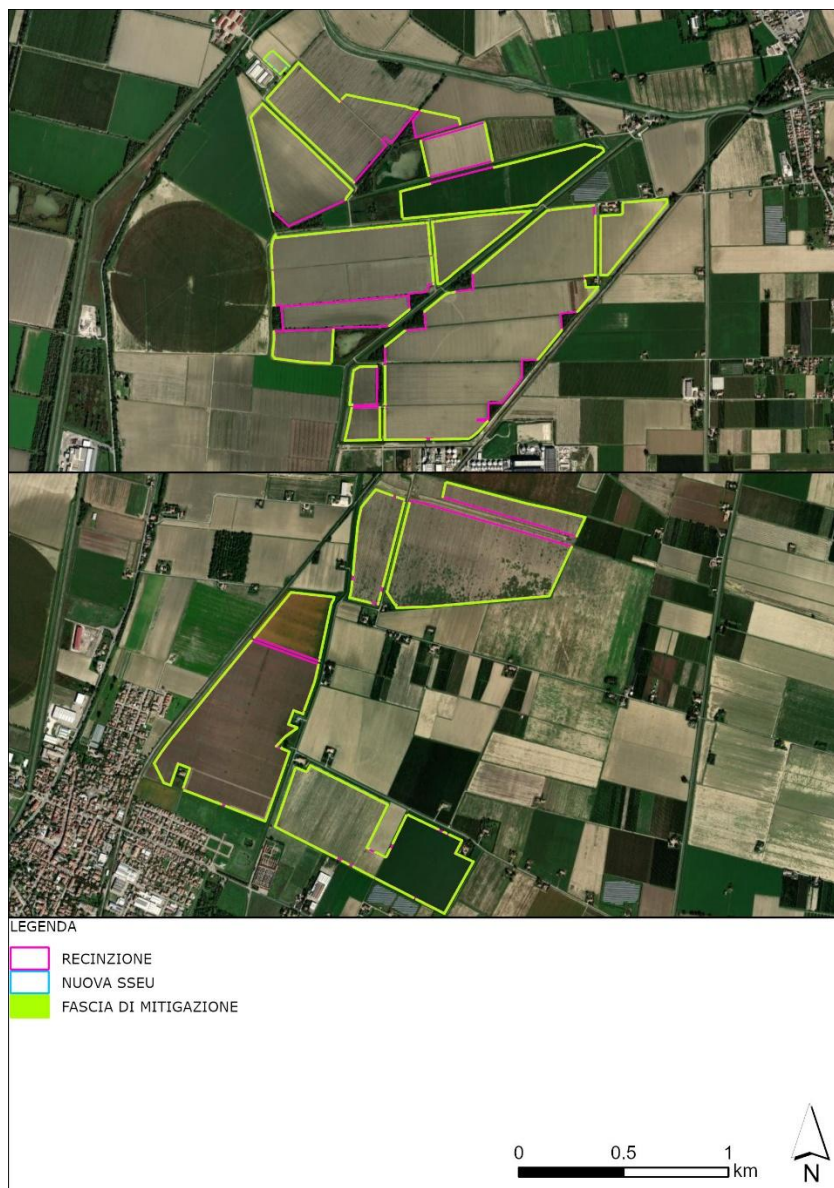 LEGENDA
RECINZIONE
NUOVA SSEU
FASCIA DI MITIGAZIONE
0 0.5 1
km
N